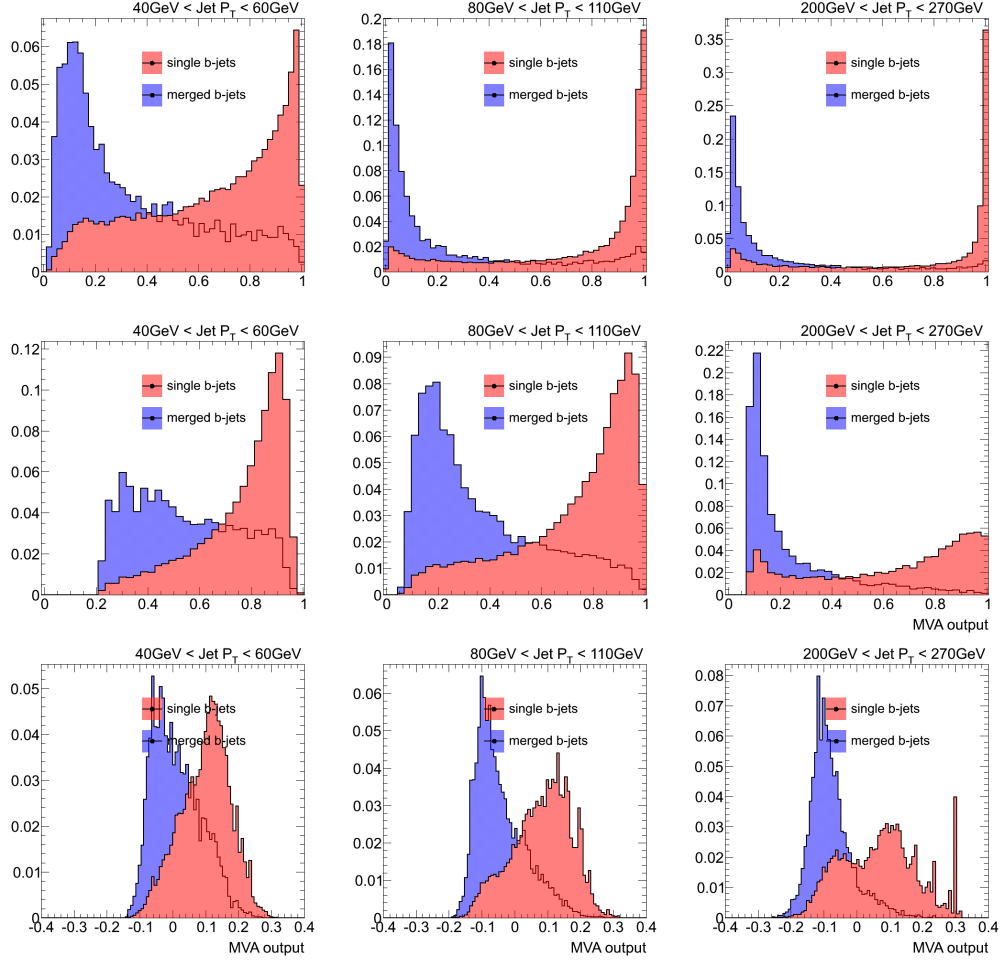 40GeV < Jet P_T < 60GeV
0.06
0.05
0.04
0.03
0.02
0.01
0
single b-jets
merged b-jets
0 0.2 0.4 0.6 0.8 1
80GeV < Jet P_T < 110GeV
0.2
0.18
0.16
0.14
0.12
0.1
0.08
0.06
0.04
0.02
0
single b-jets
merged b-jets
0 0.2 0.4 0.6 0.8 1
200GeV < Jet P_T < 270GeV
0.35
0.3
0.25
0.2
0.15
0.1
0.05
0
single b-jets
merged b-jets
0 0.2 0.4 0.6 0.8 1
40GeV < Jet P_T < 60GeV
0.12
0.1
0.08
0.06
0.04
0.02
0
single b-jets
merged b-jets
0 0.2 0.4 0.6 0.8 1
80GeV < Jet P_T < 110GeV
0.09
0.08
0.07
0.06
0.05
0.04
0.03
0.02
0.01
0
single b-jets
merged b-jets
0 0.2 0.4 0.6 0.8 1
200GeV < Jet P_T < 270GeV
0.22
0.2
0.18
0.16
0.14
0.12
0.1
0.08
0.06
0.04
0.02
0
single b-jets
merged b-jets
0 0.2 0.4 0.6 0.8 1
MVA output
40GeV < Jet P_T < 60GeV
0.05
0.04
0.03
0.02
0.01
0
single b-jets
merged b-jets
-0.4 -0.3 -0.2 -0.1 0 0.1 0.2 0.3 0.4
MVA output
80GeV < Jet P_T < 110GeV
0.06
0.05
0.04
0.03
0.02
0.01
0
single b-jets
merged b-jets
-0.4 -0.3 -0.2 -0.1 0 0.1 0.2 0.3 0.4
MVA output
200GeV < Jet P_T < 270GeV
0.08
0.07
0.06
0.05
0.04
0.03
0.02
0.01
0
single b-jets
merged b-jets
-0.4 -0.3 -0.2 -0.1 0 0.1 0.2 0.3 0.4
MVA output